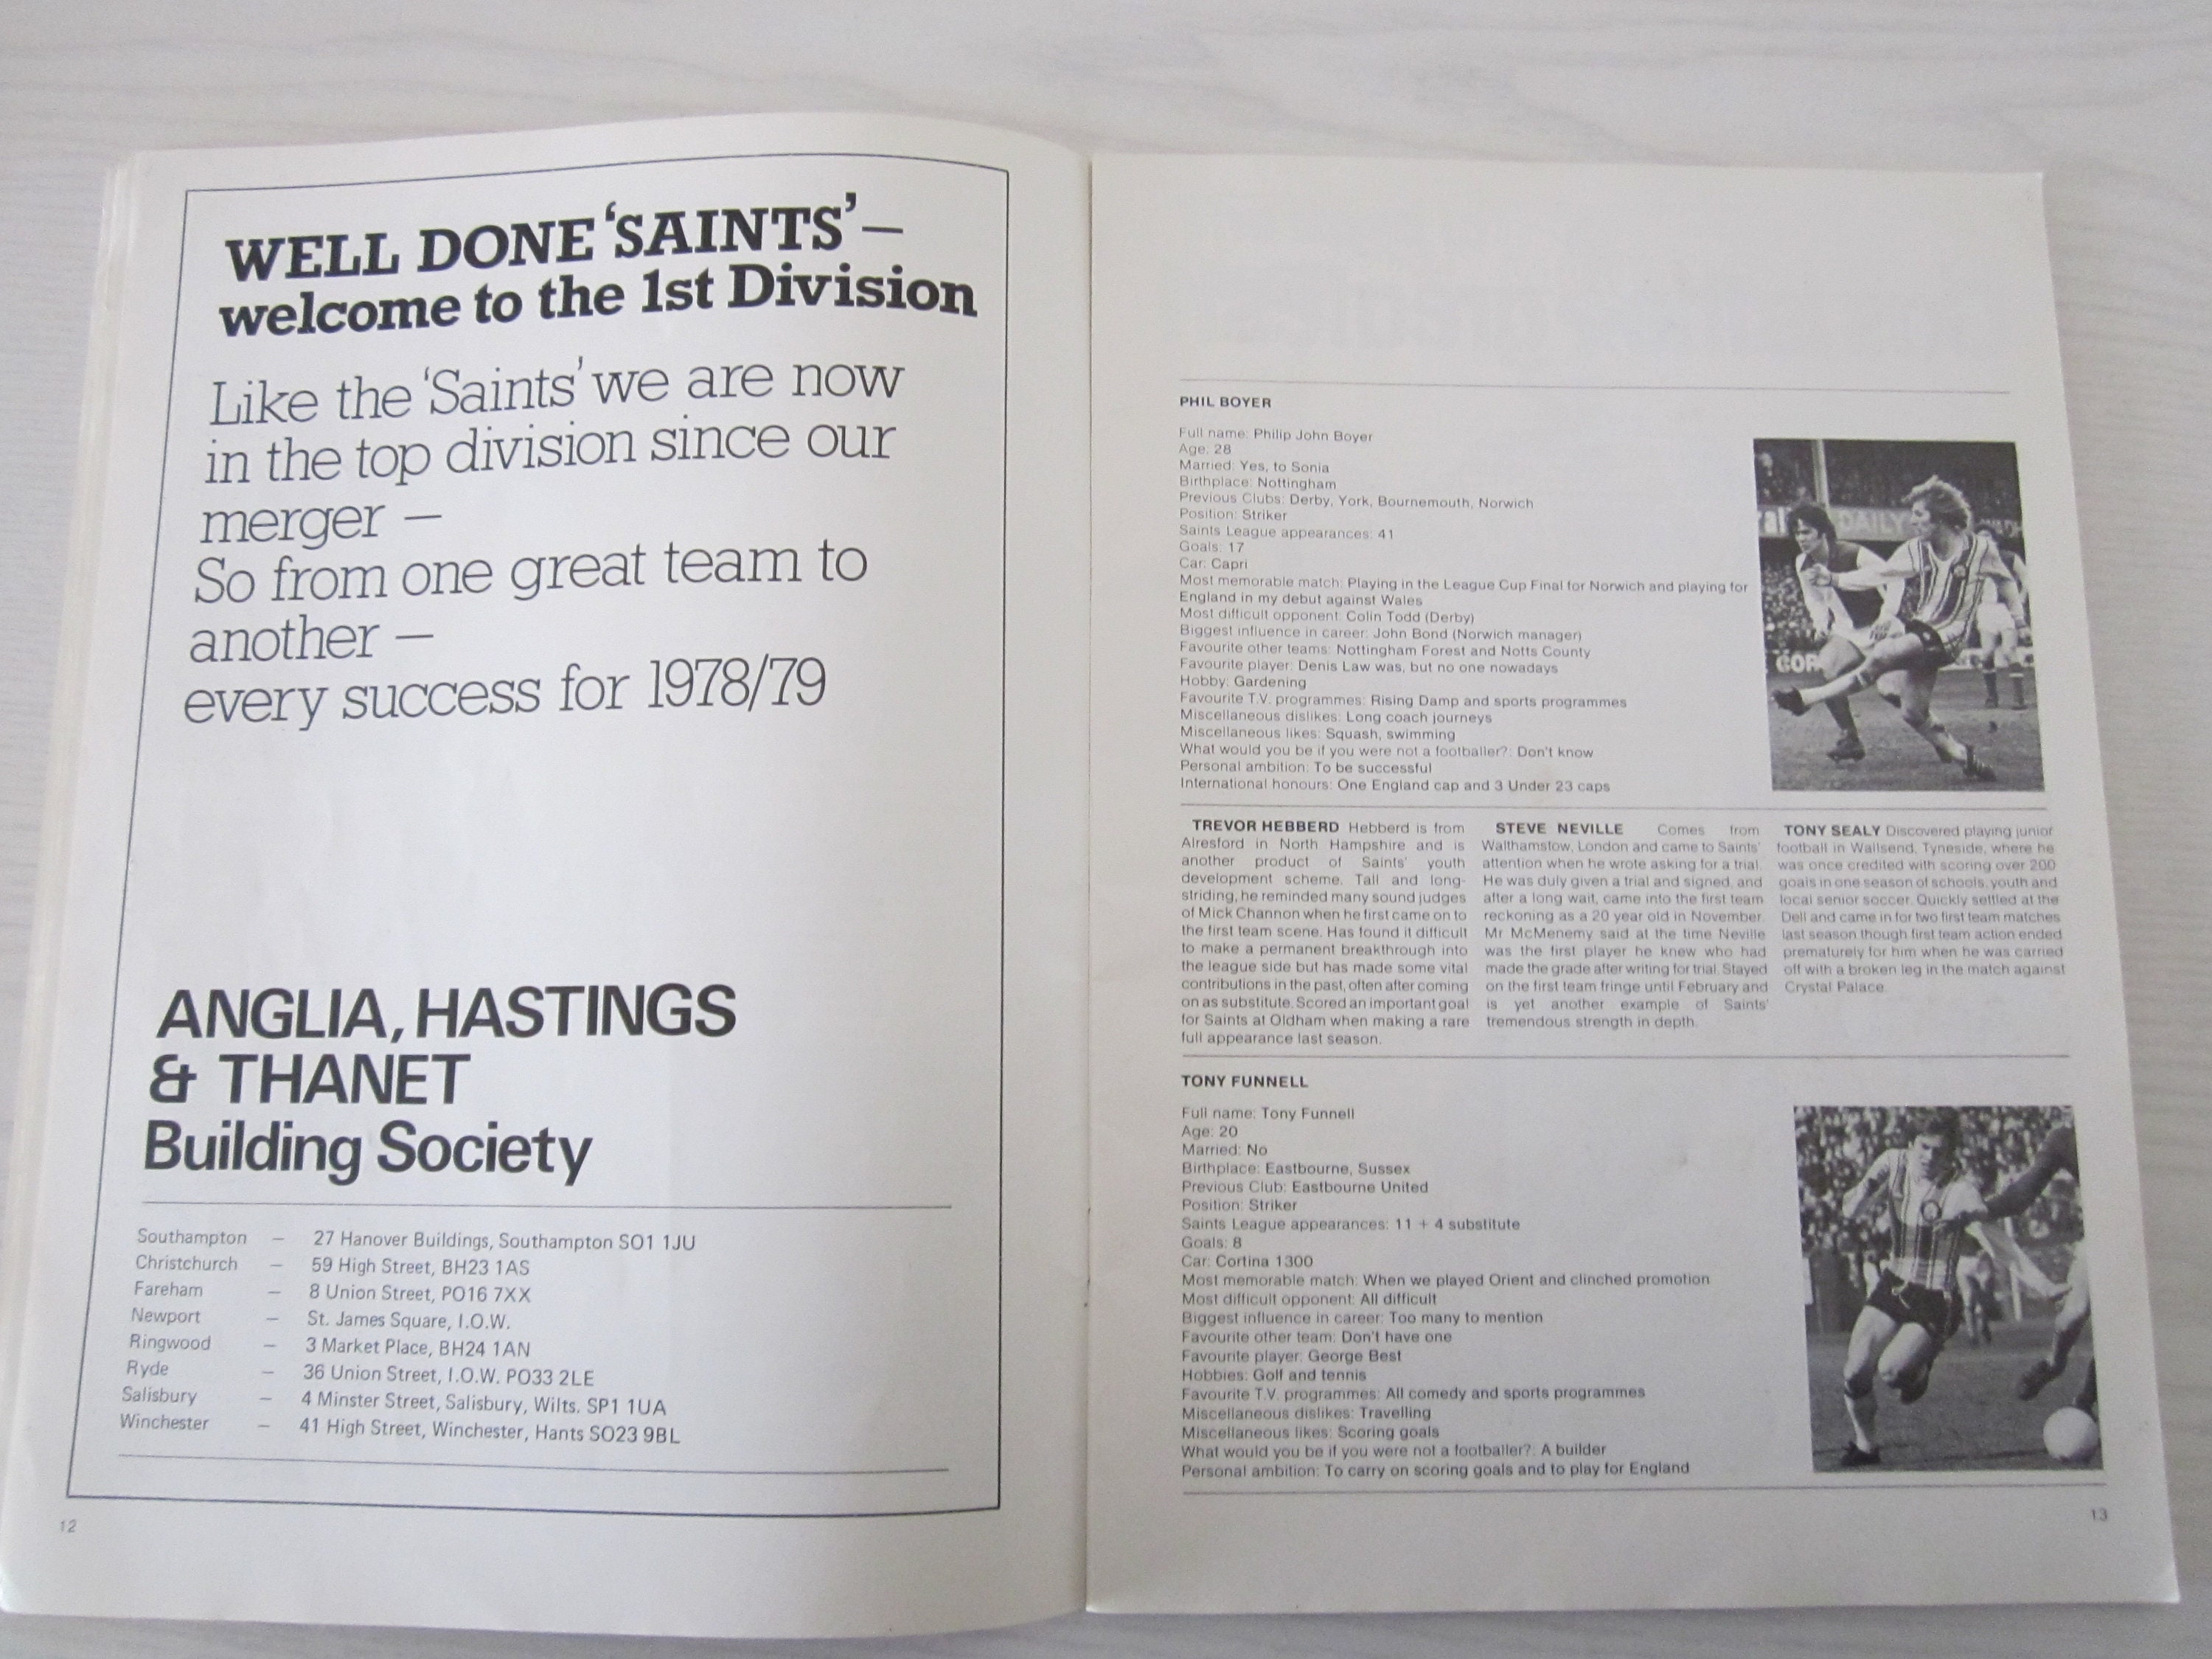 WELL DONE 'SAINTS'–
welcome to the 1st Division
Like the 'Saints' we are now
in the top division since our
merger –
So from one great team to
another –
every success for 1978/79
ANGLIA, HASTINGS
& THANET
Building Society
Southampton – 27 Hanover Buildings, Southampton SO1 1JU
Christchurch – 59 High Street, BH23 1AS
Fareham – 8 Union Street, PO16 7XX
Newport – St. James Square, I.O.W.
Ringwood – 3 Market Place, BH24 1AN
Ryde – 36 Union Street, I.O.W. PO33 2LE
Salisbury – 4 Minster Street, Salisbury, Wilts. SP1 1UA
Winchester – 41 High Street, Winchester, Hants SO23 9BL
12
PHIL BOYER
Full name: Philip John Boyer
Age: 28
Married: Yes, to Sonia
Birthplace: Nottingham
Previous Clubs: Derby, York, Bournemouth, Norwich
Position: Striker
Saints League appearances: 41
Goals: 17
Car: Capri
Most memorable match: Playing in the League Cup Final for Norwich and playing for
England in my debut against Wales
Most difficult opponent: Colin Todd (Derby)
Biggest influence in career: John Bond (Norwich manager)
Favourite other teams: Nottingham Forest and Notts County
Favourite player: Denis Law was, but no one nowadays
Hobby: Gardening
Favourite T.V. programmes: Rising Damp and sports programmes
Miscellaneous dislikes: Long coach journeys
Miscellaneous likes: Squash, swimming
What would you be if you were not a footballer?: Don't know
Personal ambition: To be successful
International honours: One England cap and 3 Under 23 caps
DAILY
GOR
TREVOR HEBBERD Hebberd is from
Alresford in North Hampshire and is
another product of Saints' youth
development scheme. Tall and long-
striding, he reminded many sound judges
of Mick Channon when he first came on to
the first team scene. Has found it difficult
to make a permanent breakthrough into
the league side but has made some vital
contributions in the past, often after coming
on as substitute. Scored an important goal
for Saints at Oldham when making a rare
full appearance last season.
STEVE NEVILLE Comes from
Walthamstow, London and came to Saints'
attention when he wrote asking for a trial.
He was duly given a trial and signed, and
after a long wait, came into the first team
reckoning as a 20 year old in November.
Mr McMenemy said at the time Neville
was the first player he knew who had
made the grade after writing for trial. Stayed
on the first team fringe until February and
is yet another example of Saints'
tremendous strength in depth.
TONY SEALY Discovered playing junior
football in Wallsend, Tyneside, where he
was once credited with scoring over 200
goals in one season of schools, youth and
local senior soccer. Quickly settled at the
Dell and came in for two first team matches
last season though first team action ended
prematurely for him when he was carried
off with a broken leg in the match against
Crystal Palace.
TONY FUNNELL
Full name: Tony Funnell
Age: 20
Married: No
Birthplace: Eastbourne, Sussex
Previous Club: Eastbourne United
Position: Striker
Saints League appearances: 11 + 4 substitute
Goals: 8
Car: Cortina 1300
Most memorable match: When we played Orient and clinched promotion
Most difficult opponent: All difficult
Biggest influence in career: Too many to mention
Favourite other team: Don't have one
Favourite player: George Best
Hobbies: Golf and tennis
Favourite T.V. programmes: All comedy and sports programmes
Miscellaneous dislikes: Travelling
Miscellaneous likes: Scoring goals
What would you be if you were not a footballer?: A builder
Personal ambition: To carry on scoring goals and to play for England
13